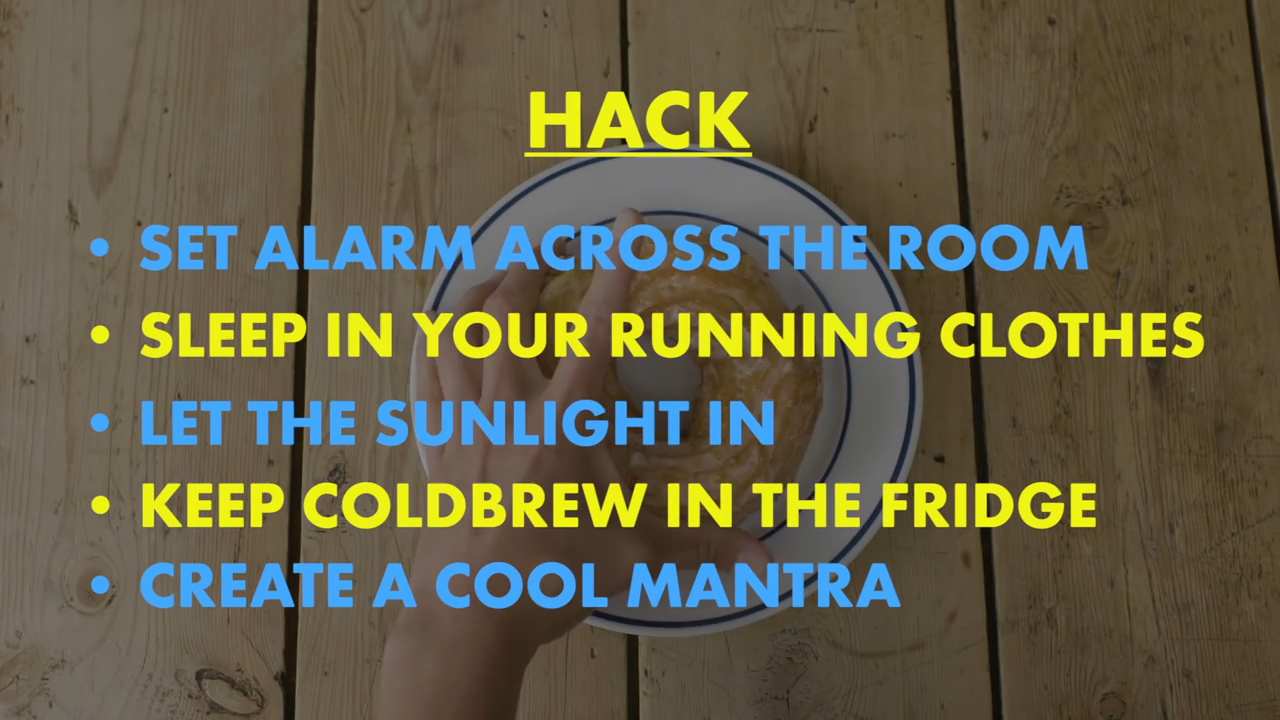 HACK
• SET ALARM ACROSS THE ROOM
• SLEEP IN YOUR RUNNING CLOTHES
• LET THE SUNLIGHT IN
• KEEP COLDBREW IN THE FRIDGE
• CREATE A COOL MANTRA